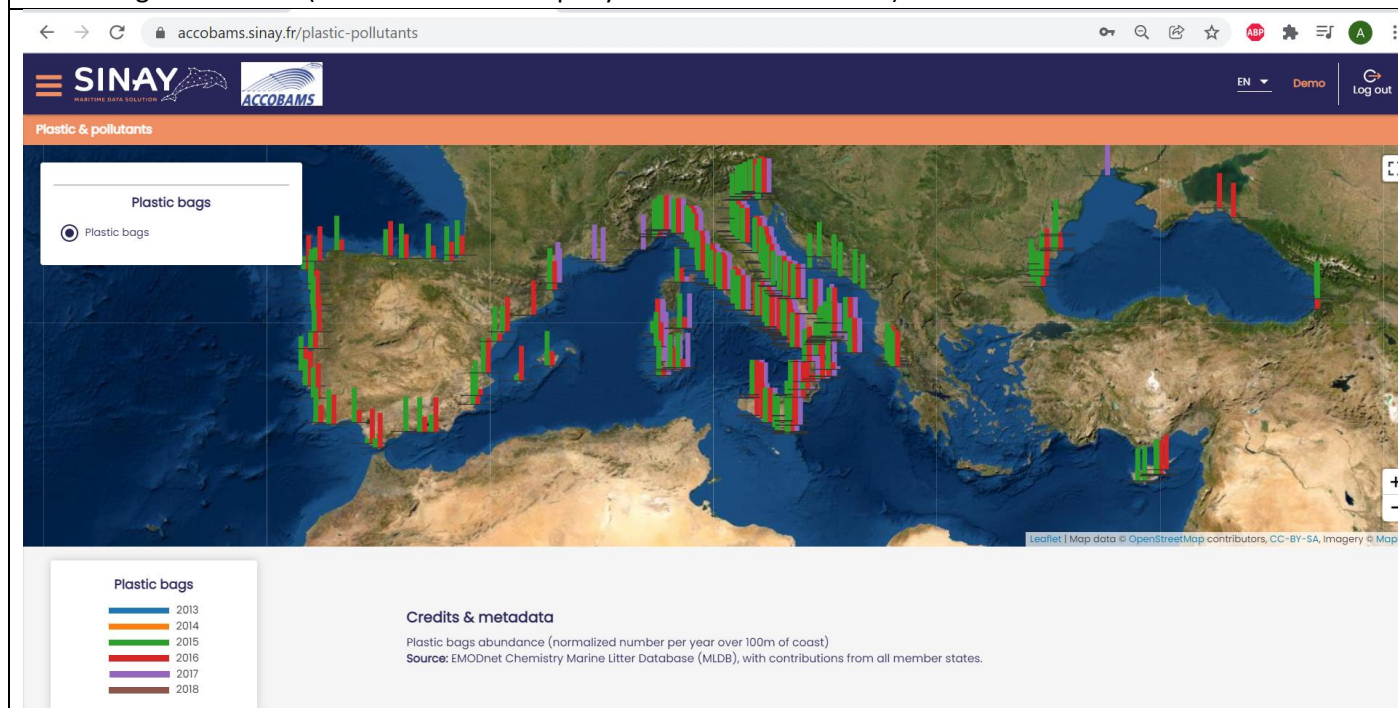 accobams.sinay.fr/plastic-pollutants
ABP
A
SINAY
MARITIME DATA SOLUTION
ACCOBAMS
EN
Demo
Log out
Plastic & pollutants
Plastic bags
Plastic bags
+
-
Leaflet | Map data © OpenStreetMap contributors, CC-BY-SA, Imagery © Map
Plastic bags
2013
2014
2015
2016
2017
2018
Credits & metadata
Plastic bags abundance (normalized number per year over 100m of coast)
Source: EMODnet Chemistry Marine Litter Database (MLDB), with contributions from all member states.